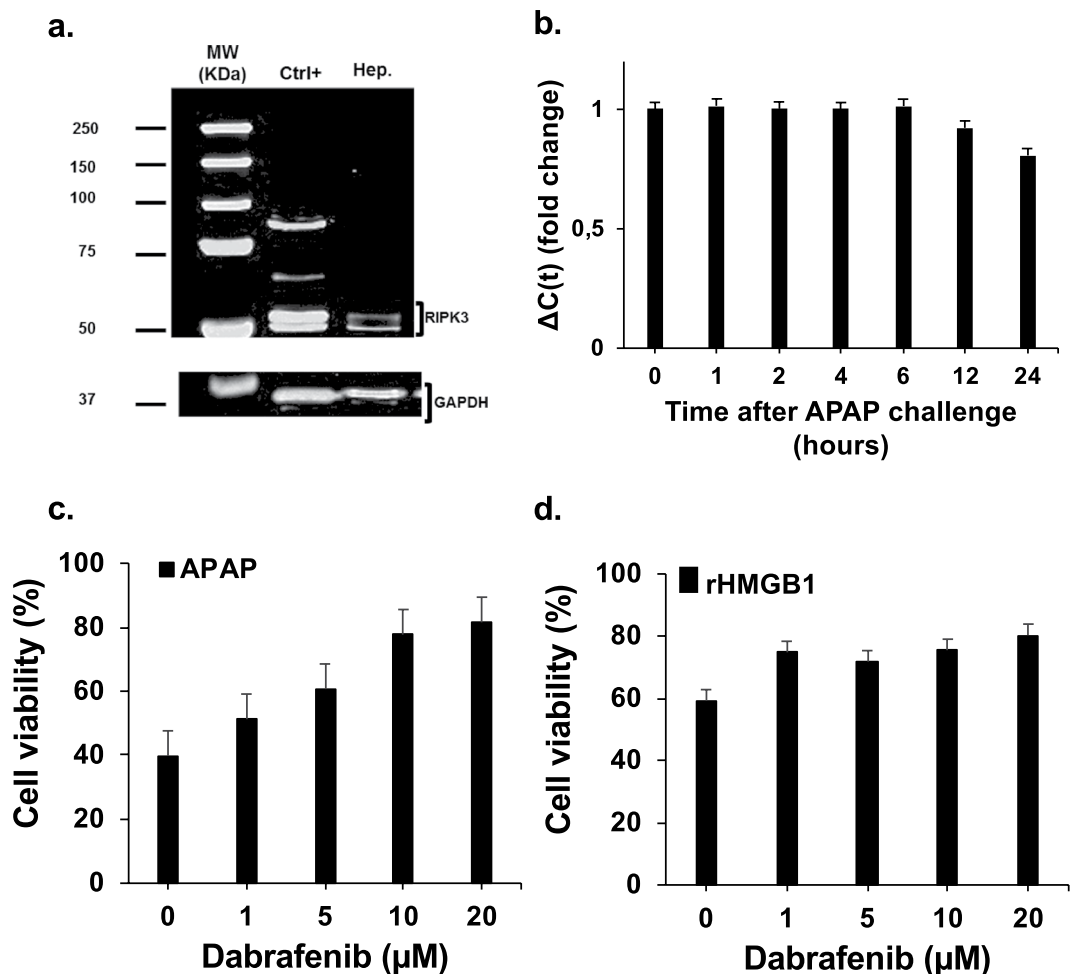 a.
MW
(KDa)
Ctrl+
Hep.
250
150
100
75
50
37
RIPK3
GAPDH
b.
ΔC(t) (fold change)
1
0,5
0
0 1 2 4 6 12 24
Time after APAP challenge
(hours)
c.
Cell viability (%)
100
80
60
40
20
0
APAP
0 1 5 10 20
Dabrafenib (µM)
d.
Cell viability (%)
100
80
60
40
20
0
rHMGB1
0 1 5 10 20
Dabrafenib (µM)